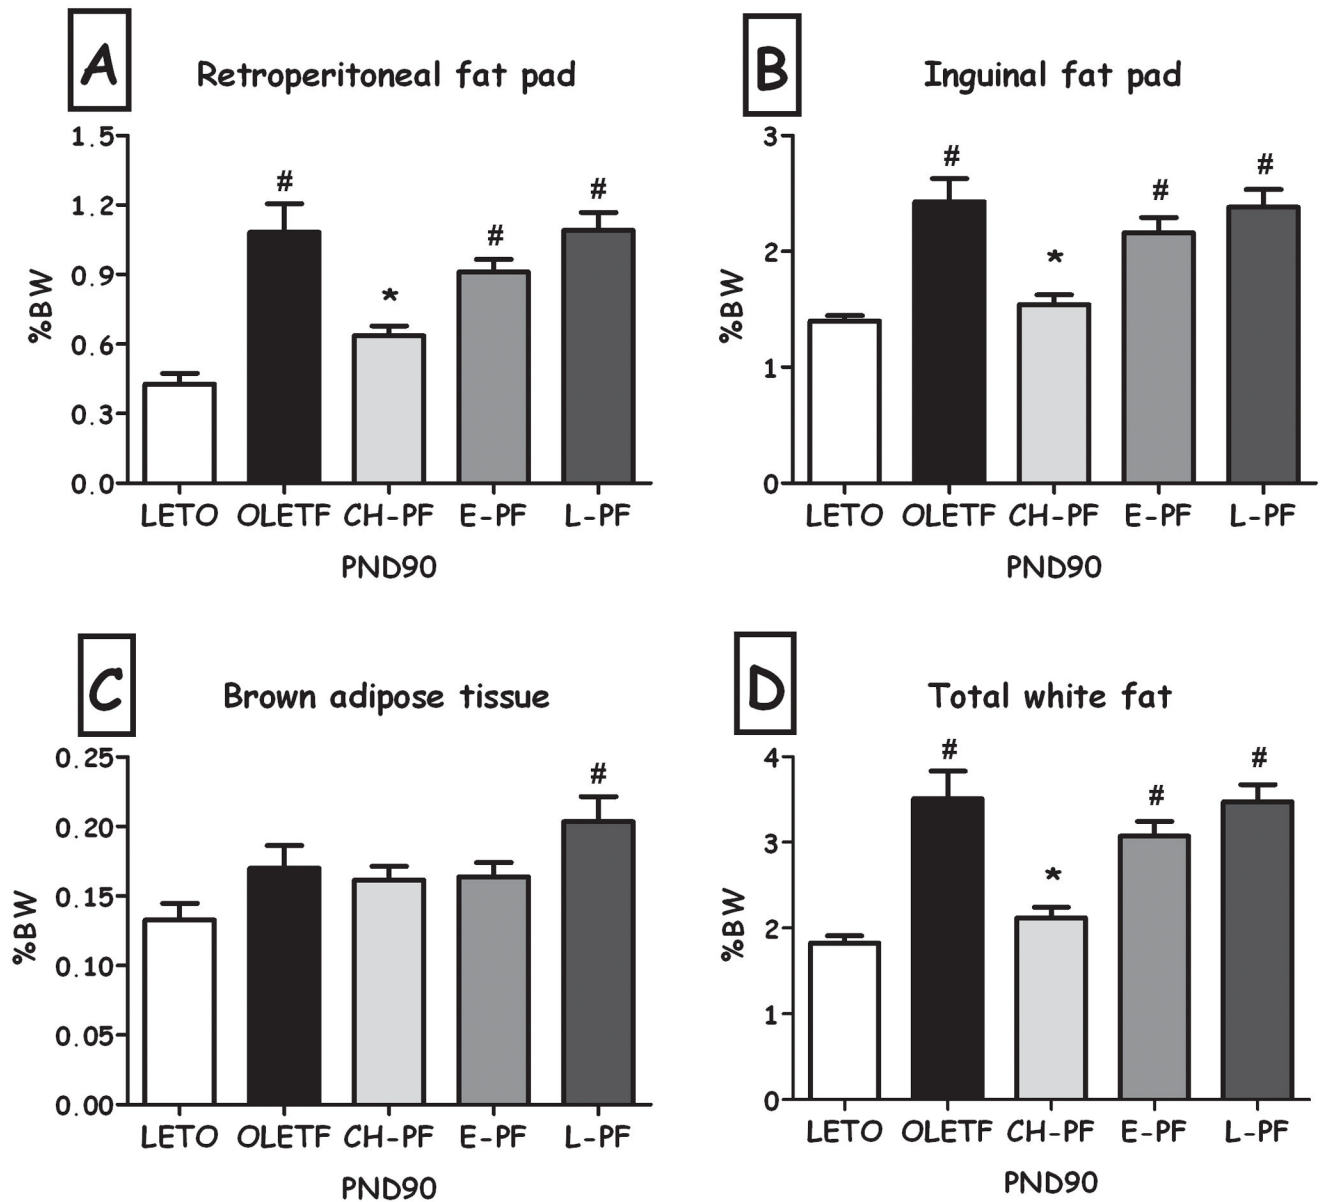 A
Retroperitoneal fat pad
#
#
#
*
1.5
1.2
0.9
0.6
0.3
0.0
%BW
LETO OLETF CH-PF E-PF L-PF
PND90
B
Inguinal fat pad
#
#
#
*
3
2
1
0
%BW
LETO OLETF CH-PF E-PF L-PF
PND90
C
Brown adipose tissue
#
0.25
0.20
0.15
0.10
0.05
0.00
%BW
LETO OLETF CH-PF E-PF L-PF
PND90
D
Total white fat
#
#
#
*
4
3
2
1
0
%BW
LETO OLETF CH-PF E-PF L-PF
PND90